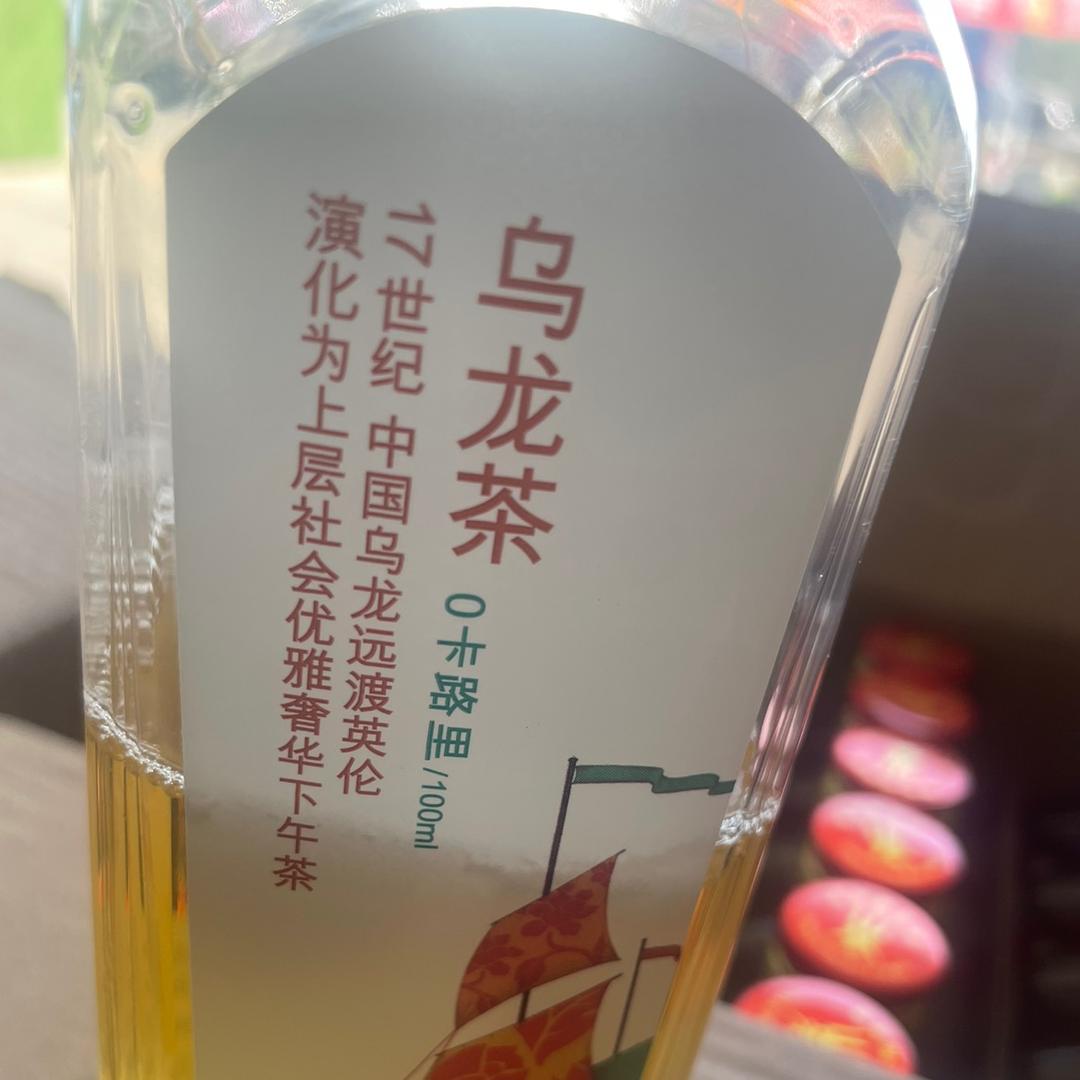 乌龙茶
0卡路里/100ml
17世纪 中国乌龙远渡英伦
演化为上层社会优雅奢华下午茶